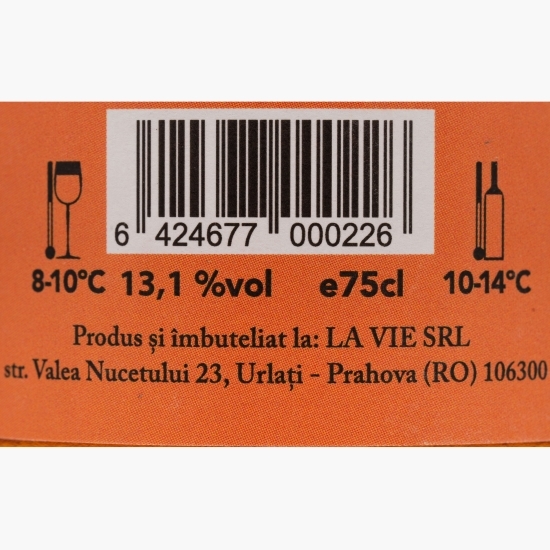 6 424677 000226
8-10°C 13,1 %vol e75cl 10-14°C
Produs și îmbuteliat la: LA VIE SRL
str. Valea Nucetului 23, Urlați - Prahova (RO) 106300